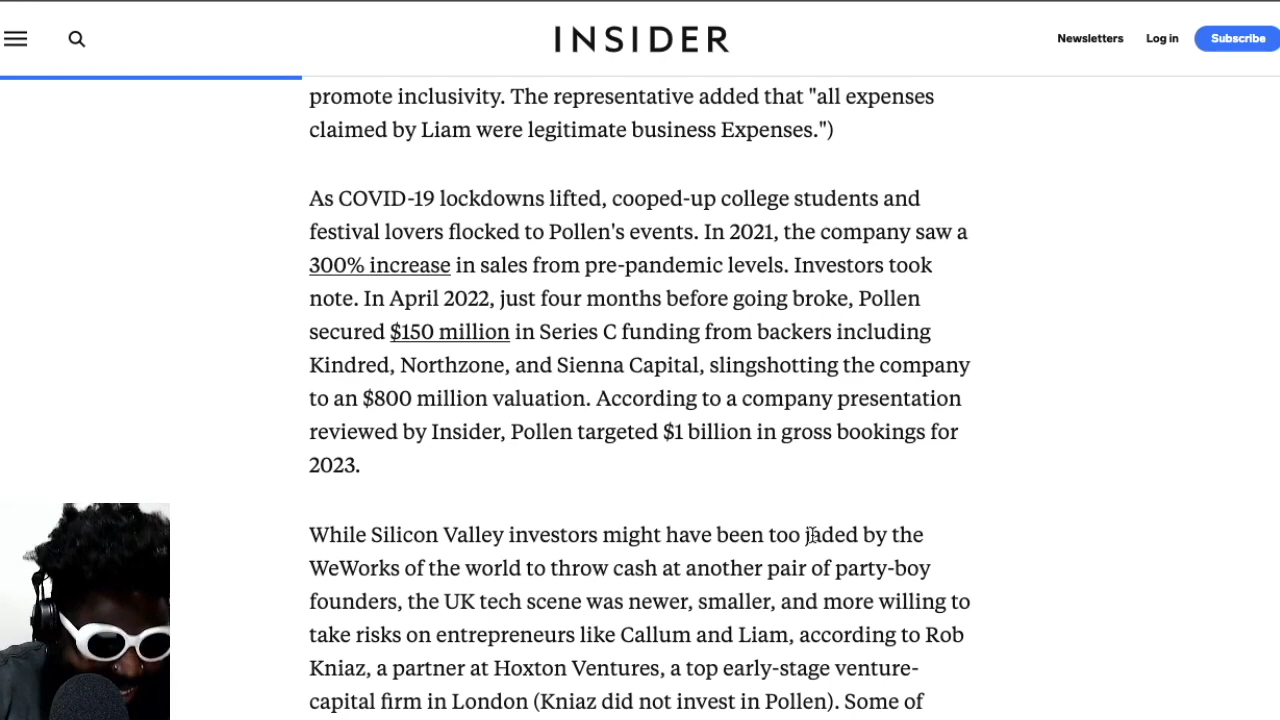 INSIDER
Newsletters
Log in
Subscribe
promote inclusivity. The representative added that "all expenses
claimed by Liam were legitimate business Expenses.")
As COVID-19 lockdowns lifted, cooped-up college students and
festival lovers flocked to Pollen's events. In 2021, the company saw a
300% increase in sales from pre-pandemic levels. Investors took
note. In April 2022, just four months before going broke, Pollen
secured $150 million in Series C funding from backers including
Kindred, Northzone, and Sienna Capital, slingshotting the company
to an $800 million valuation. According to a company presentation
reviewed by Insider, Pollen targeted $1 billion in gross bookings for
2023.
While Silicon Valley investors might have been too jaded by the
WeWorks of the world to throw cash at another pair of party-boy
founders, the UK tech scene was newer, smaller, and more willing to
take risks on entrepreneurs like Callum and Liam, according to Rob
Kniaz, a partner at Hoxton Ventures, a top early-stage venture-
capital firm in London (Kniaz did not invest in Pollen). Some of